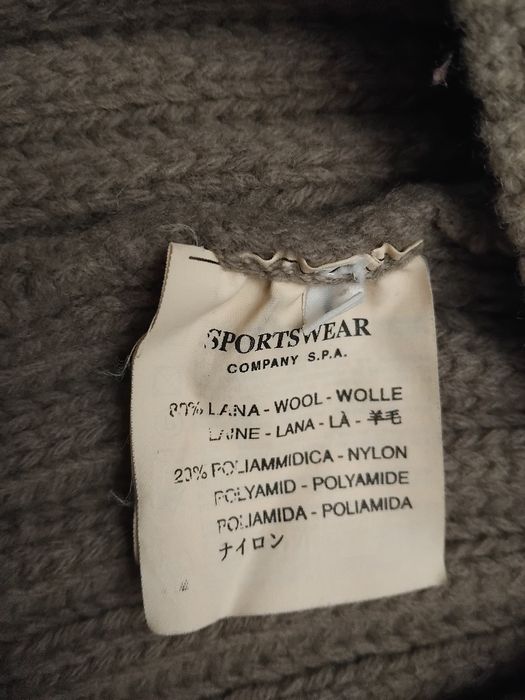 SPORTSWEAR
COMPANY S.P.A.
80% LANA - WOOL - WOLLE
LAINE - LANA - LÀ - 羊毛
20% POLIAMMIDICA - NYLON
POLYAMID - POLYAMIDE
POLIAMIDA - POLIAMIDA
ナイロン